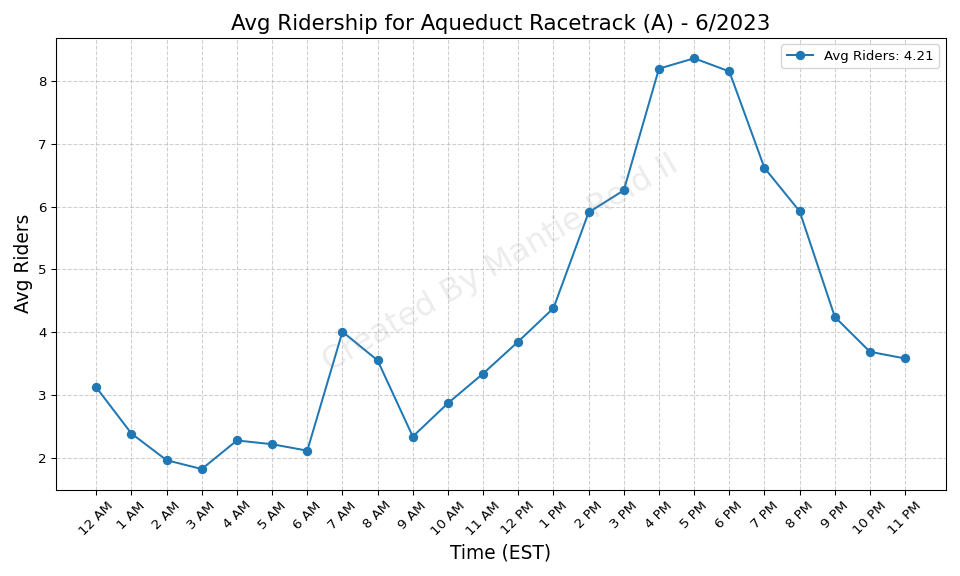 Avg Ridership for Aqueduct Racetrack (A) - 6/2023
Avg Riders: 4.21
8
7
6
5
4
3
2
Avg Riders
Created By Mantie Reid II
12 AM
1 AM
2 AM
3 AM
4 AM
5 AM
6 AM
7 AM
8 AM
9 AM
10 AM
11 AM
12 PM
1 PM
2 PM
3 PM
4 PM
5 PM
6 PM
7 PM
8 PM
9 PM
10 PM
11 PM
Time (EST)